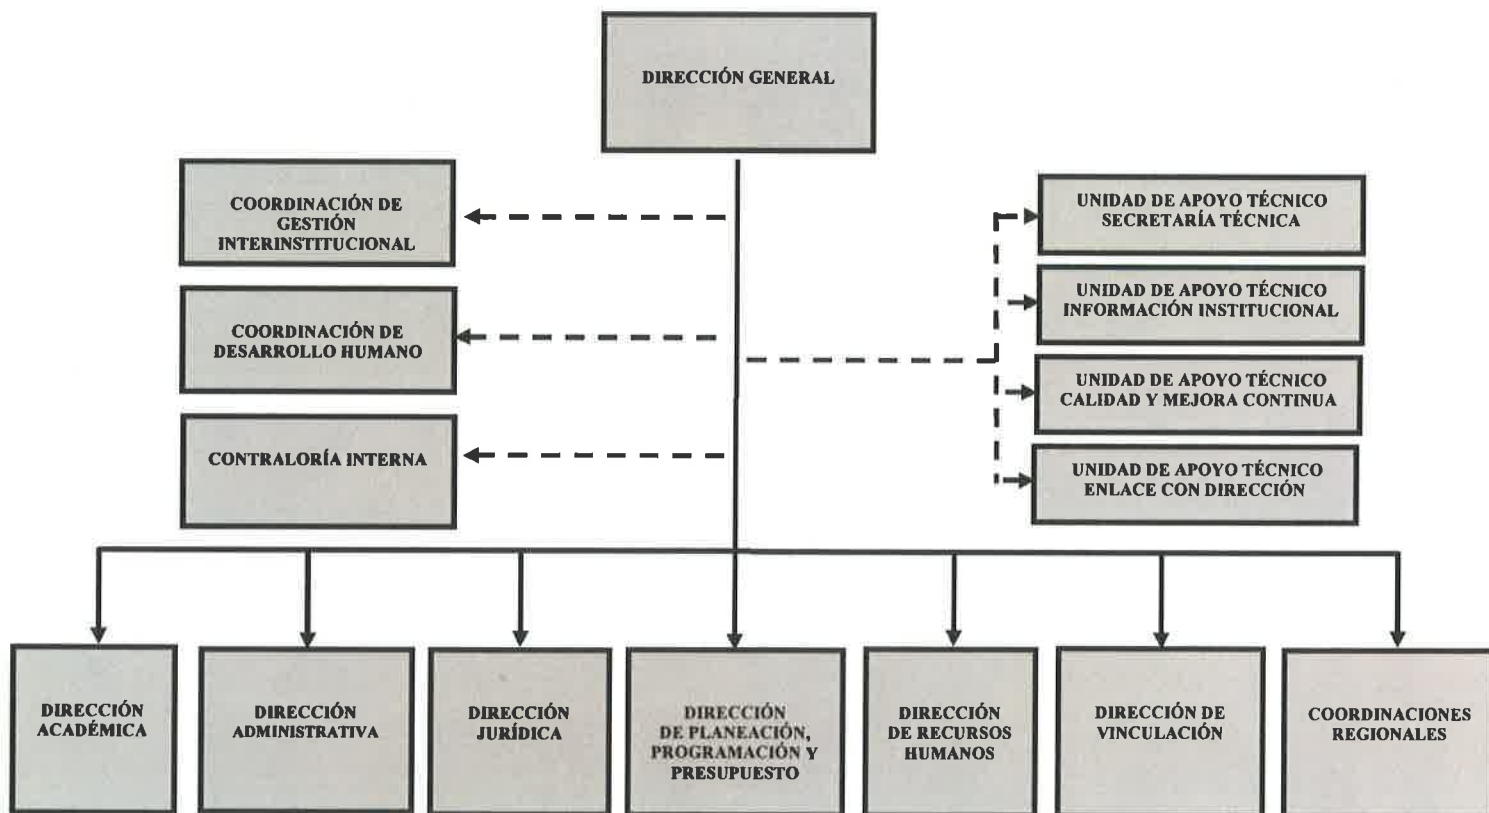 DIRECCIÓN GENERAL
COORDINACIÓN DE
GESTIÓN
INTERINSTITUCIONAL
COORDINACIÓN DE
DESARROLLO HUMANO
CONTRALORÍA INTERNA
UNIDAD DE APOYO TÉCNICO
SECRETARÍA TÉCNICA
UNIDAD DE APOYO TÉCNICO
INFORMACIÓN INSTITUCIONAL
UNIDAD DE APOYO TÉCNICO
CALIDAD Y MEJORA CONTINUA
UNIDAD DE APOYO TÉCNICO
ENLACE CON DIRECCIÓN
DIRECCIÓN
ACADÉMICA
DIRECCIÓN
ADMINISTRATIVA
DIRECCIÓN
JURÍDICA
DIRECCIÓN
DE PLANEACIÓN,
PROGRAMACIÓN Y
PRESUPUESTO
DIRECCIÓN
DE RECURSOS
HUMANOS
DIRECCIÓN DE
VINCULACIÓN
COORDINACIONES
REGIONALES